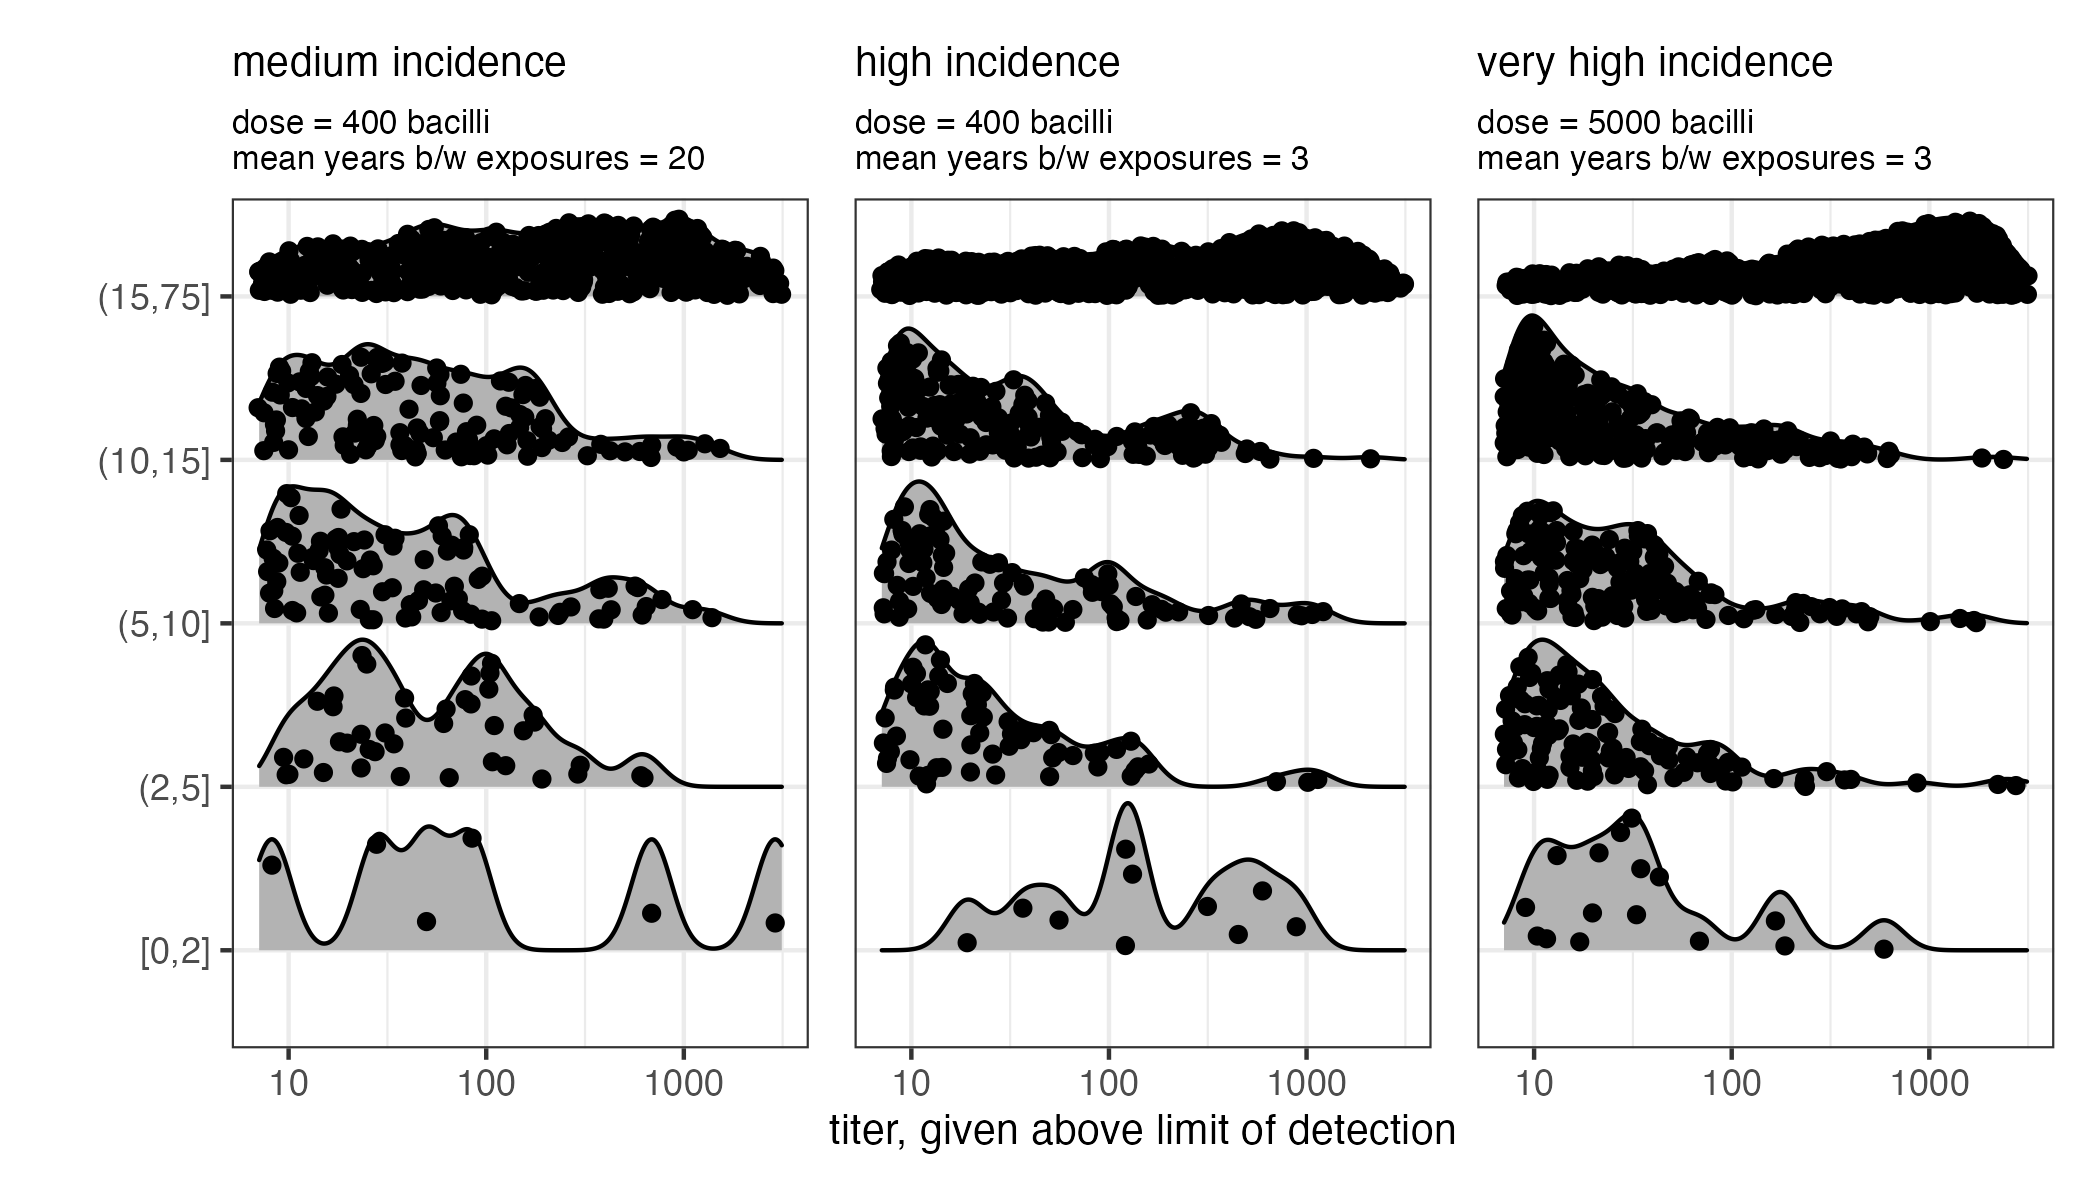 medium incidence
dose = 400 bacilli
mean years b/w exposures = 20
high incidence
dose = 400 bacilli
mean years b/w exposures = 3
very high incidence
dose = 5000 bacilli
mean years b/w exposures = 3
(15,75]
(10,15]
(5,10]
(2,5]
[0,2]
10 100 1000
10 100 1000
10 100 1000
titer, given above limit of detection